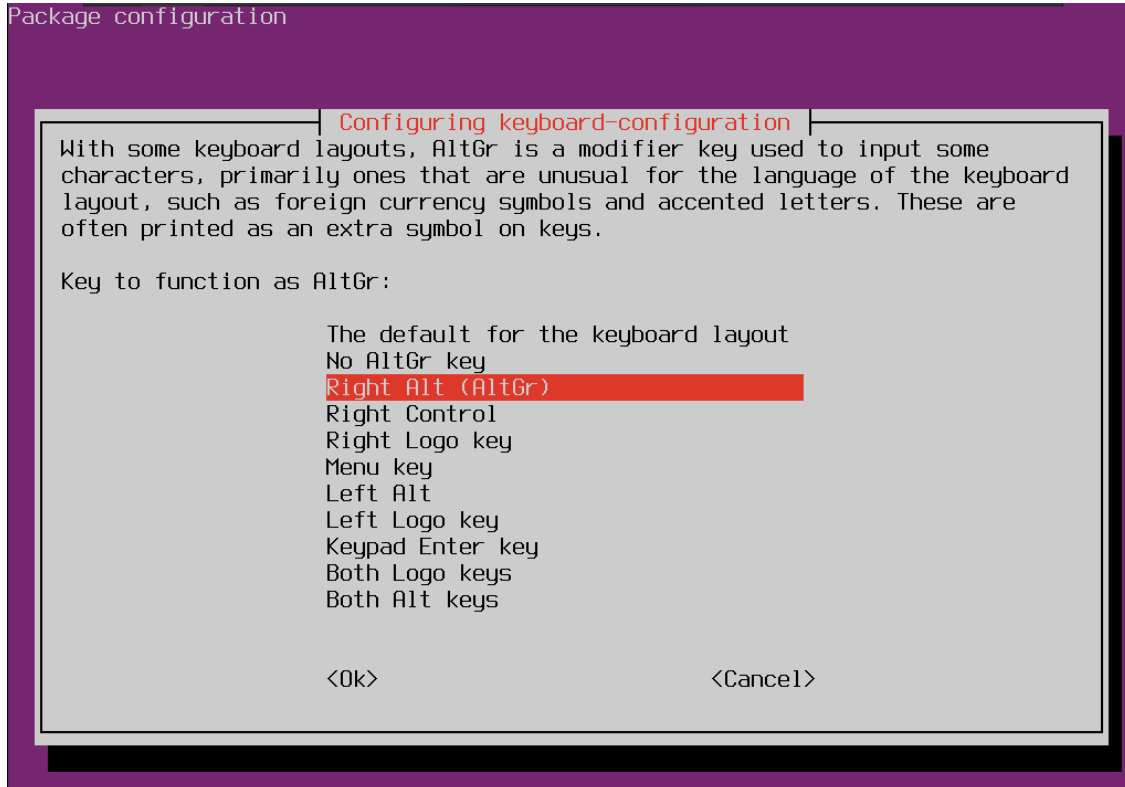 Package configuration
Configuring keyboard-configuration
With some keyboard layouts, AltGr is a modifier key used to input some
characters, primarily ones that are unusual for the language of the keyboard
layout, such as foreign currency symbols and accented letters. These are
often printed as an extra symbol on keys.
Key to function as AltGr:
The default for the keyboard layout
No AltGr key
Right Alt (AltGr)
Right Control
Right Logo key
Menu key
Left Alt
Left Logo key
Keypad Enter key
Both Logo keys
Both Alt keys
<Ok> <Cancel>